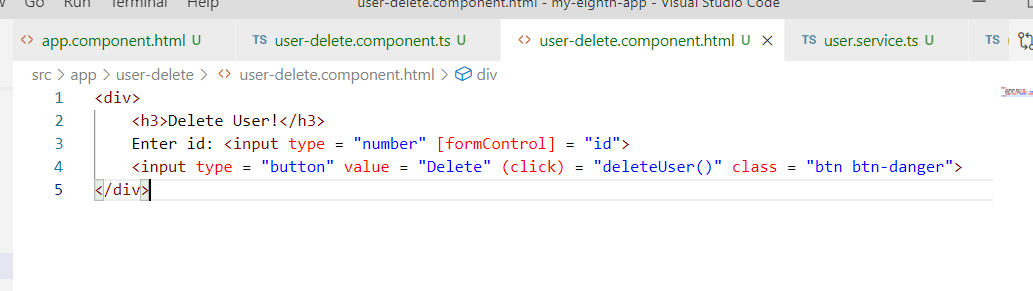 Go Run Terminal Help user-delete.component.html - my-eighth-app - Visual Studio Code
<> app.component.html U TS user-delete.component.ts U <> user-delete.component.html U × TS user.service.ts U TS
src > app > user-delete > <> user-delete.component.html > div
1 <div>
2 <h3>Delete User!</h3>
3 Enter id: <input type = "number" [formControl] = "id">
4 <input type = "button" value = "Delete" (click) = "deleteUser()" class = "btn btn-danger">
5 </div>